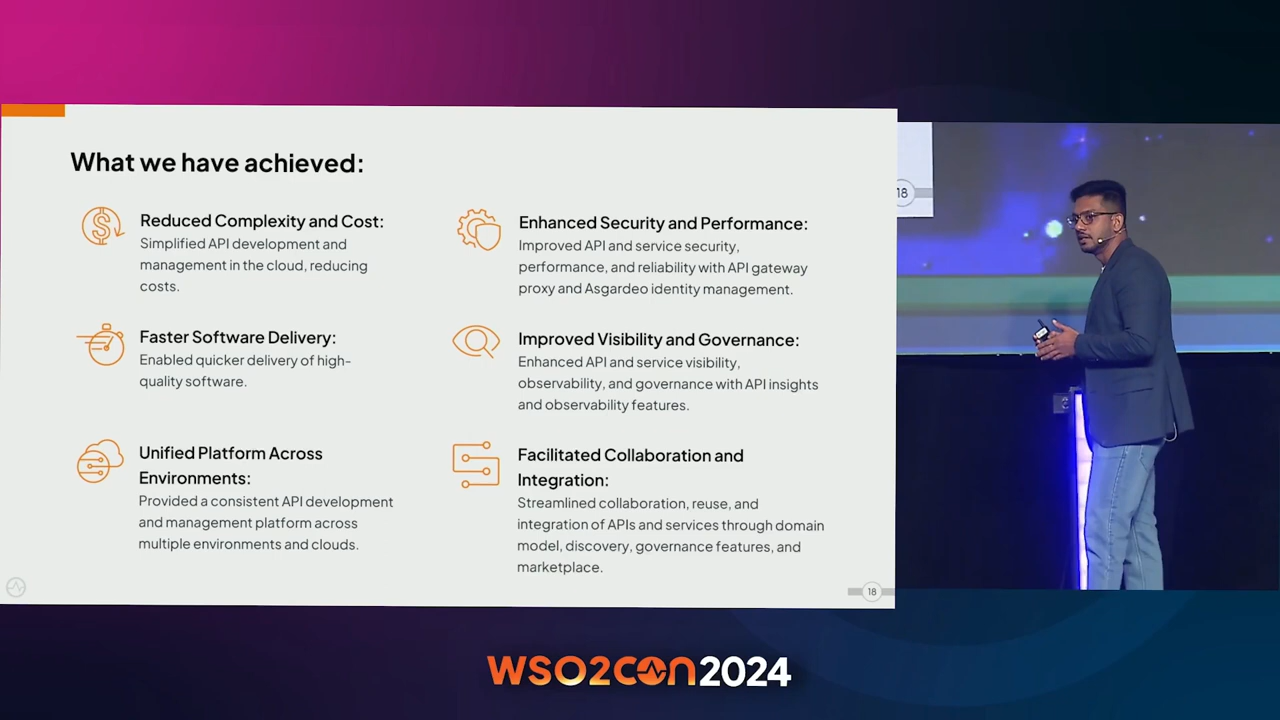 What we have achieved:
Reduced Complexity and Cost:
Simplified API development and
management in the cloud, reducing
costs.
Faster Software Delivery:
Enabled quicker delivery of high-
quality software.
Unified Platform Across
Environments:
Provided a consistent API development
and management platform across
multiple environments and clouds.
Enhanced Security and Performance:
Improved API and service security,
performance, and reliability with API gateway
proxy and Asgardeo identity management.
Improved Visibility and Governance:
Enhanced API and service visibility,
observability, and governance with API insights
and observability features.
Facilitated Collaboration and
Integration:
Streamlined collaboration, reuse, and
integration of APIs and services through domain
model, discovery, governance features, and
marketplace.
18
18
WSO2CON2024